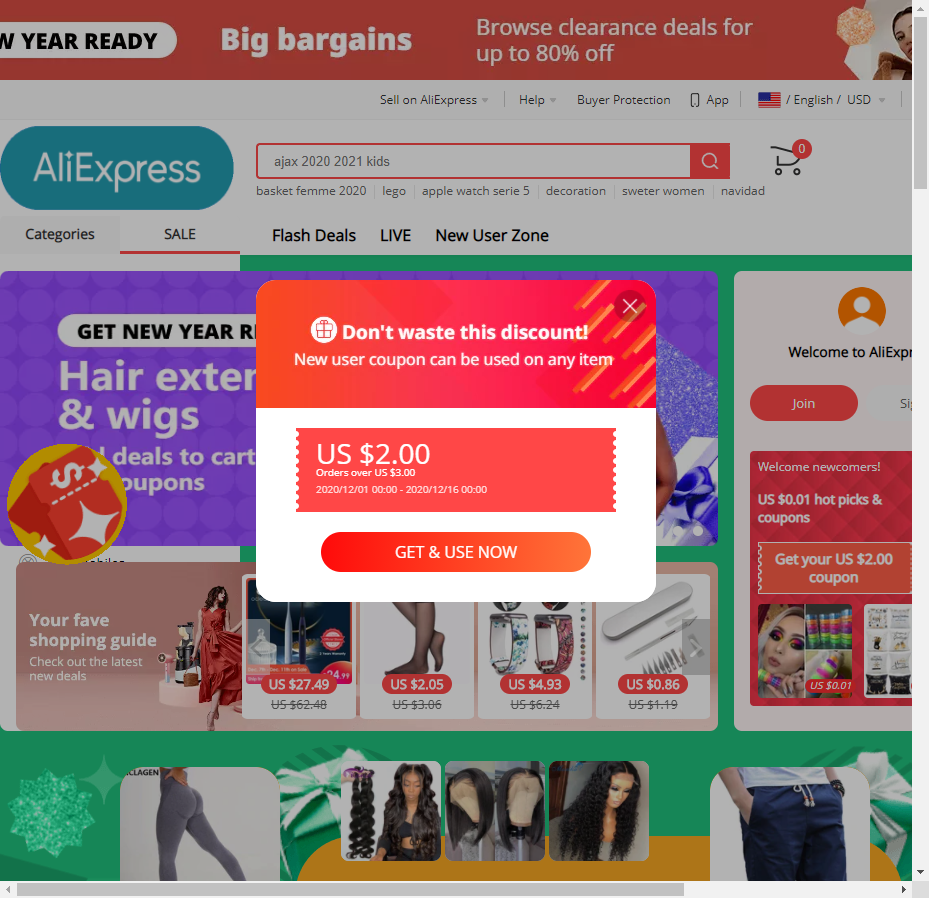 W YEAR READY
Big bargains
Browse clearance deals for
up to 80% off
Sell on AliExpress
Help
Buyer Protection
App
/ English / USD
AliExpress
ajax 2020 2021 kids
0
basket femme 2020
lego
apple watch serie 5
decoration
sweter women
navidad
Categories
SALE
Flash Deals
LIVE
New User Zone
GET NEW YEAR R
Hair exter
& wigs
deals to cart
oupons
Don't waste this discount!
New user coupon can be used on any item
US $2.00
Orders over US $3.00
2020/12/01 00:00 - 2020/12/16 00:00
GET & USE NOW
Welcome to AliExpr
Join
Sig
Welcome newcomers!
US $0.01 hot picks &
coupons
Get your US $2.00
coupon
US $0.01
Your fave
shopping guide
Check out the latest
new deals
US $27.49
US $62.48
US $2.05
US $3.06
US $4.93
US $6.24
US $0.86
US $1.19
CLAGEN